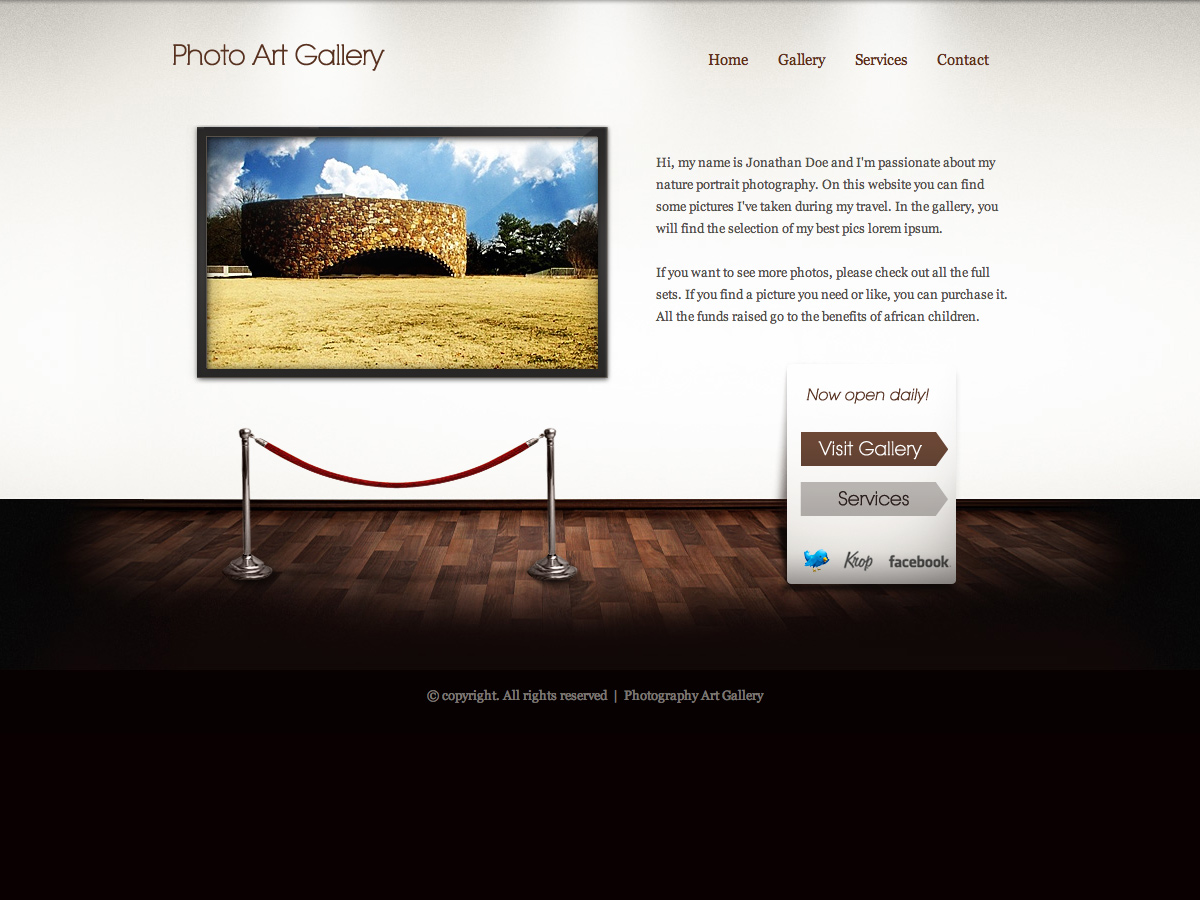 Photo Art Gallery
Home Gallery Services Contact
Hi, my name is Jonathan Doe and I'm passionate about my
nature portrait photography. On this website you can find
some pictures I've taken during my travel. In the gallery, you
will find the selection of my best pics lorem ipsum.
If you want to see more photos, please check out all the full
sets. If you find a picture you need or like, you can purchase it.
All the funds raised go to the benefits of african children.
Now open daily!
Visit Gallery
Services
Krop facebook
© copyright. All rights reserved | Photography Art Gallery